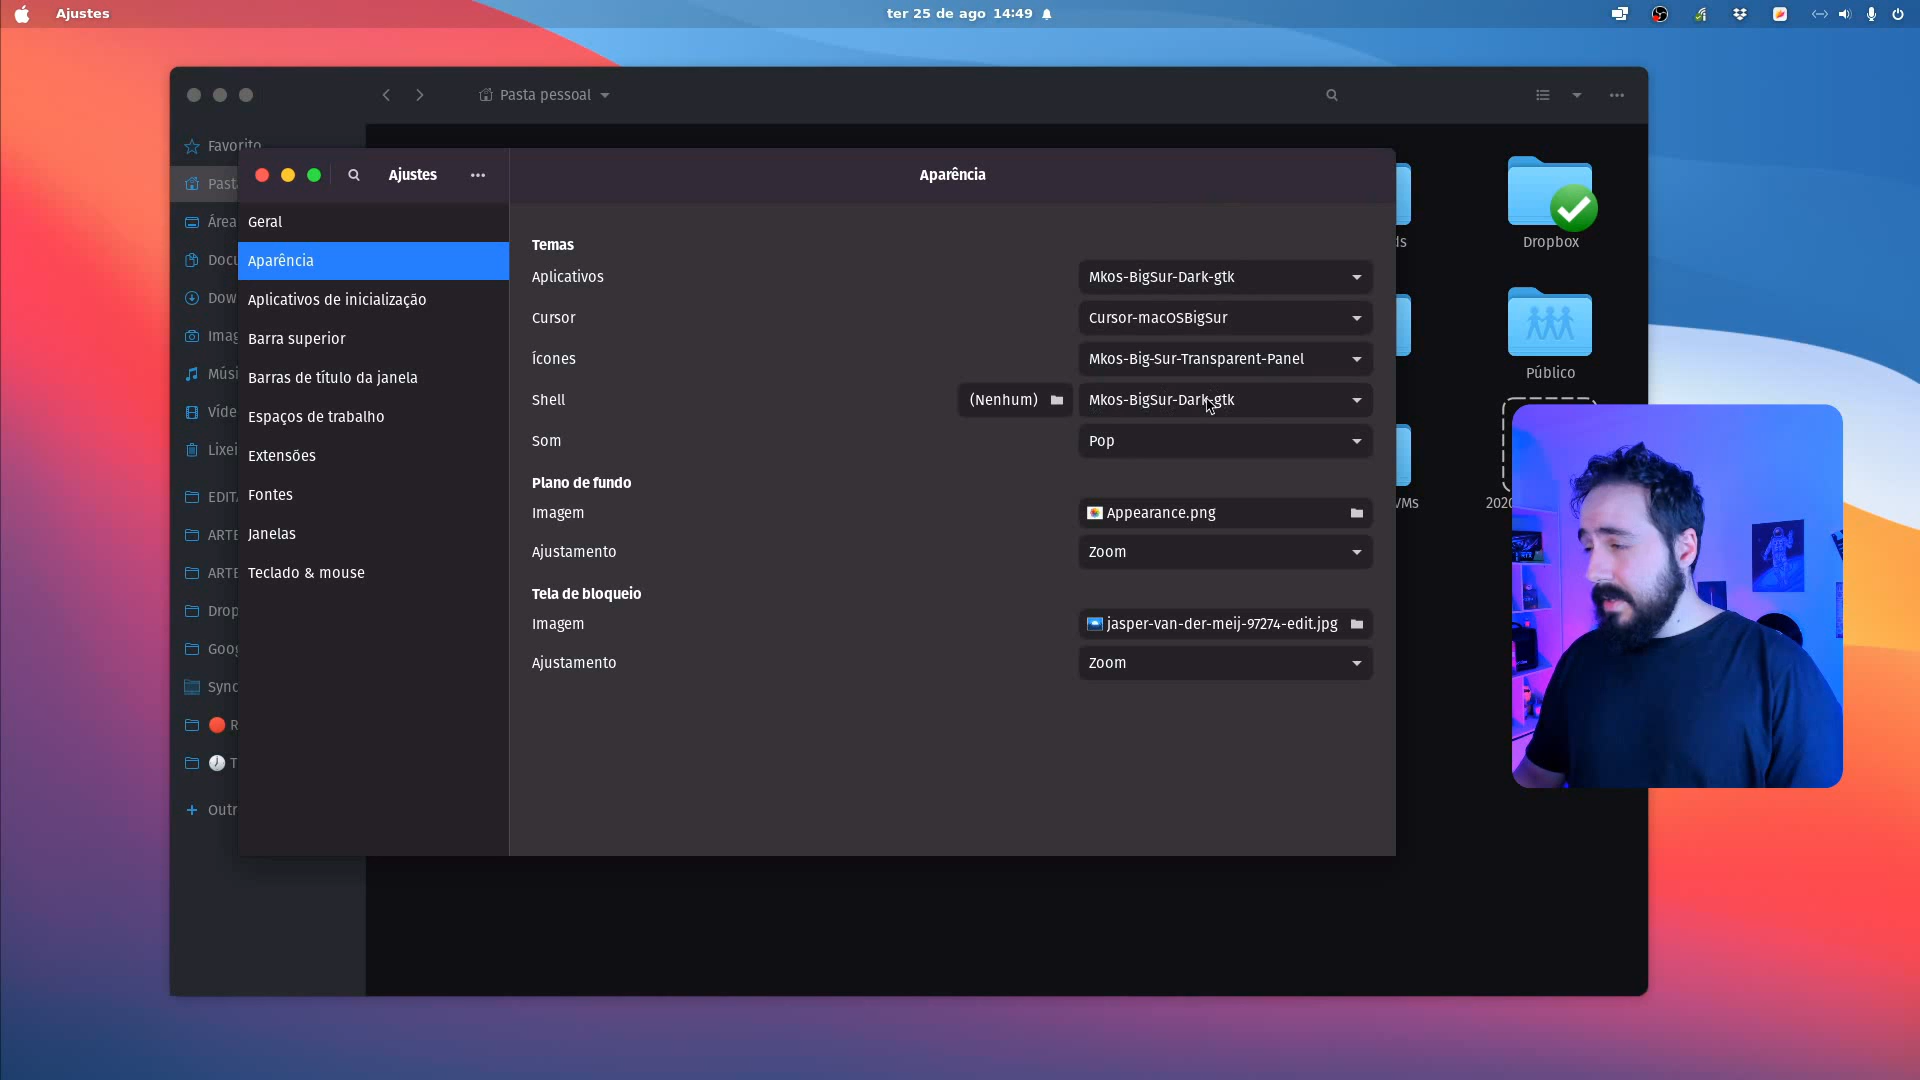 Ajustes
ter 25 de ago 14:49
Pasta pessoal
Favorito
Ajustes
Aparência
Geral
Aparência
Aplicativos de inicialização
Barra superior
Barras de título da janela
Espaços de trabalho
Extensões
Fontes
Janelas
Teclado & mouse
Temas
Aplicativos
Mkos-BigSur-Dark-gtk
Cursor
Cursor-macOSBigSur
Ícones
Mkos-Big-Sur-Transparent-Panel
Shell
(Nenhum)
Mkos-BigSur-Dark-gtk
Som
Pop
Plano de fundo
Imagem
Appearance.png
Ajustamento
Zoom
Tela de bloqueio
Imagem
jasper-van-der-meij-97274-edit.jpg
Ajustamento
Zoom
Past
Área
Docu
Dow
Imag
Músi
Víde
Lixei
EDIT
ARTE
ARTE
Drop
Goog
Sync
R
T
Outr
ds
Dropbox
Público
VMs
2020